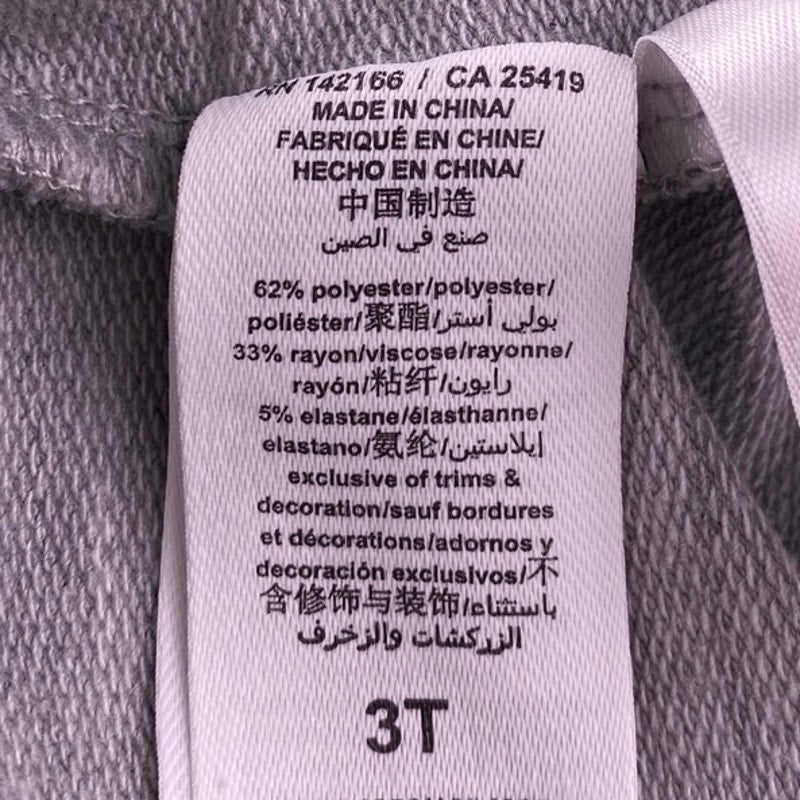 RN 142166 / CA 25419
MADE IN CHINA/
FABRIQUÉ EN CHINE/
HECHO EN CHINA/
中国制造
صنع في الصين
62% polyester/polyester/
poliéster/聚酯/بولي أستر
33% rayon/viscose/rayonne/
rayón/粘纤/رايون
5% elastane/élasthanne/
elastano/氨纶/إيلاستين
exclusive of trims &
decoration/sauf bordures
et décorations/adornos y
decoración exclusivos/不
含修饰与装饰/باستثناء
الزركشات والزخرف
3T